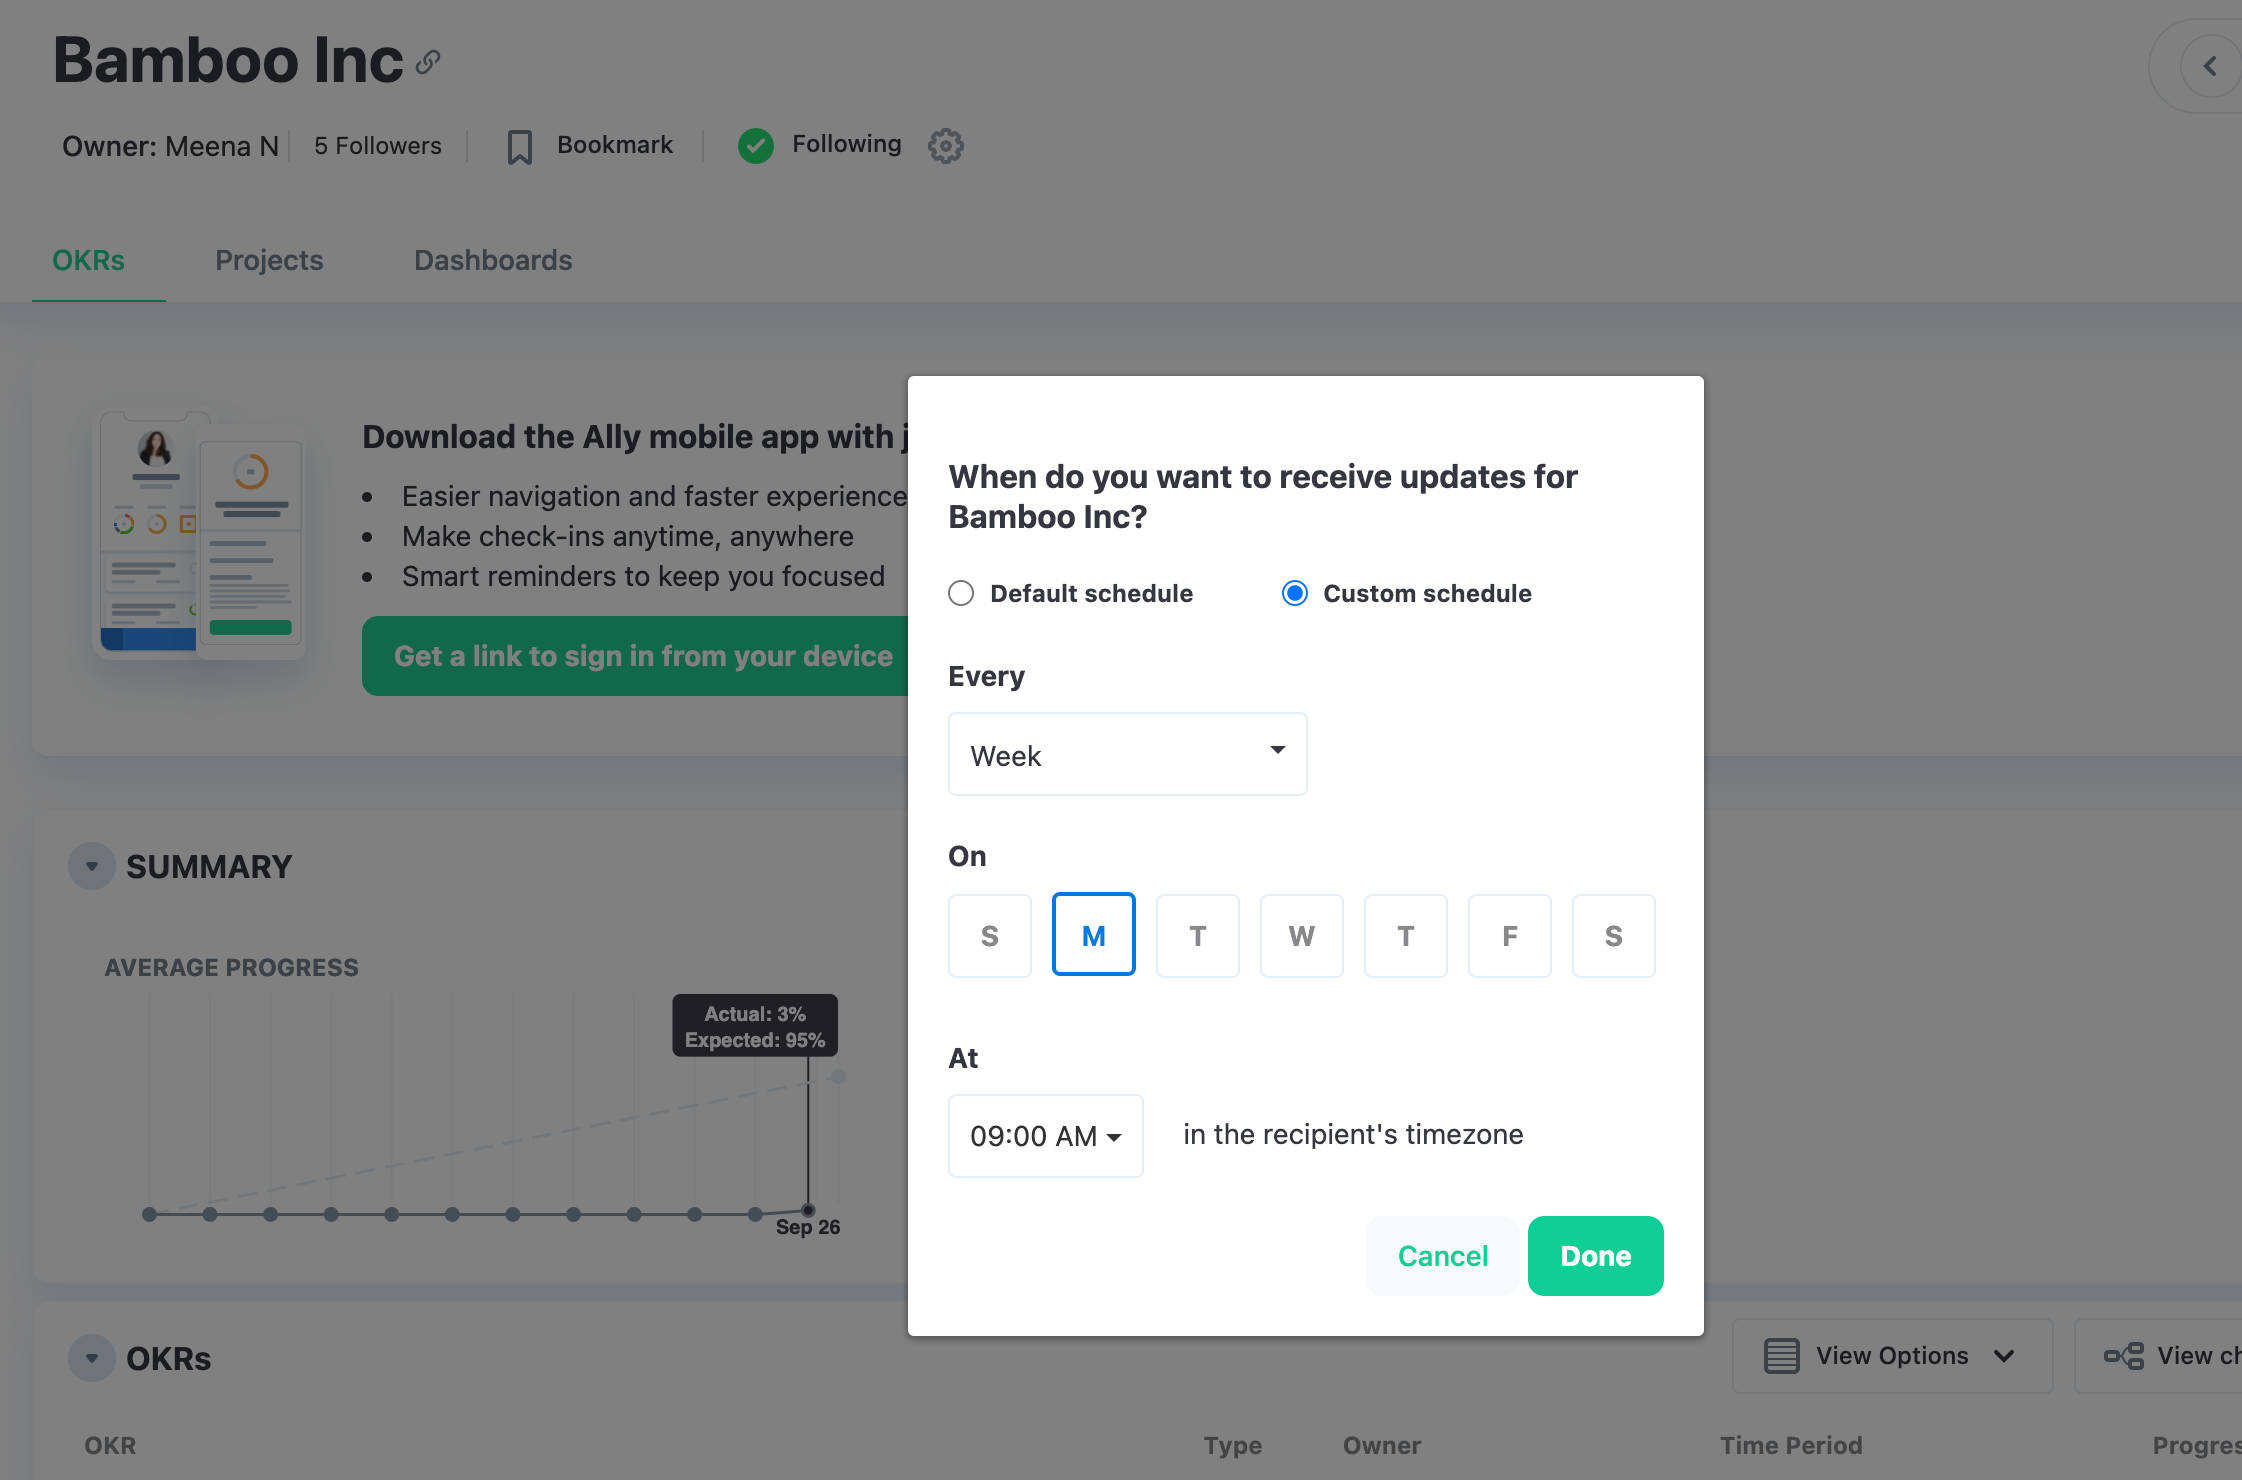 Bamboo Inc
Owner: Meena N
5 Followers
Bookmark
Following
OKRs
Projects
Dashboards
Download the Ally mobile app with
Easier navigation and faster experience
Make check-ins anytime, anywhere
Smart reminders to keep you focused
Get a link to sign in from your device
SUMMARY
AVERAGE PROGRESS
Actual: 3%
Expected: 95%
Sep 26
When do you want to receive updates for
Bamboo Inc?
Default schedule
Custom schedule
Every
Week
On
S M T W T F S
At
09:00 AM
in the recipient's timezone
Cancel
Done
OKRs
View Options
View
OKR
Type
Owner
Time Period